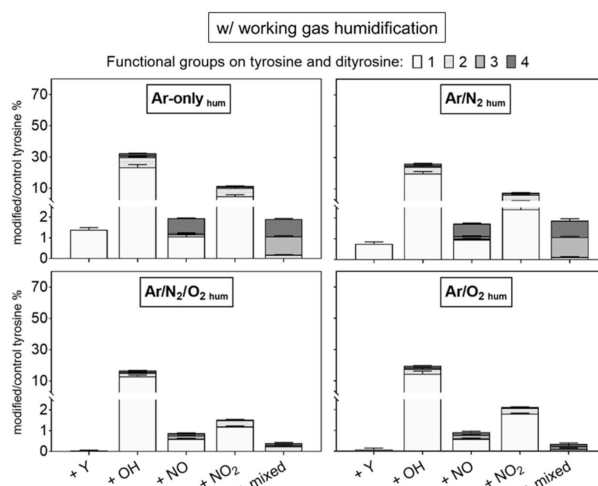 w/ working gas humidification
Functional groups on tyrosine and dityrosine: 1 2 3 4
modified/control tyrosine %
70
50
30
10
2
1
0
Ar-only hum
Ar/N2 hum
modified/control tyrosine %
70
50
30
10
2
1
0
Ar/N2/O2 hum
Ar/O2 hum
+ Y
+ OH
+ NO
+ NO2
mixed
+ Y
+ OH
+ NO
+ NO2
mixed